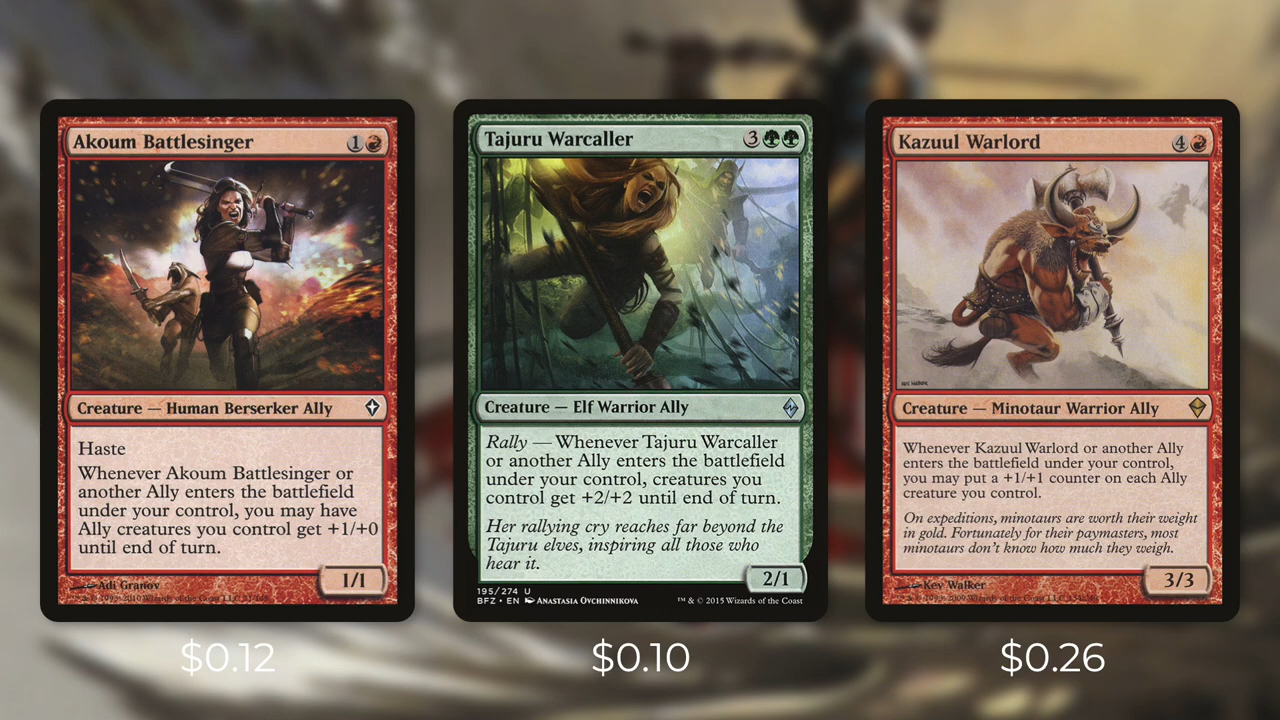 Akoum Battlesinger
1
Creature — Human Berserker Ally
Haste
Whenever Akoum Battlesinger or
another Ally enters the battlefield
under your control, you may have
Ally creatures you control get +1/+0
until end of turn.
Adi Granov
1/1
$0.12
Tajuru Warcaller
3
Creature — Elf Warrior Ally
Rally — Whenever Tajuru Warcaller
or another Ally enters the battlefield
under your control, creatures you
control get +2/+2 until end of turn.
Her rallying cry reaches far beyond the
Tajuru elves, inspiring all those who
hear it.
2/1
195/274 U
BFZ • EN Anastasia Ovchinnikova
™ & © 2015 Wizards of the Coast
$0.10
Kazuul Warlord
4
Creature — Minotaur Warrior Ally
Whenever Kazuul Warlord or another Ally
enters the battlefield under your control,
you may put a +1/+1 counter on each Ally
creature you control.
On expeditions, minotaurs are worth their weight
in gold. Fortunately for their paymasters, most
minotaurs don't know how much they weigh.
Kev Walker
3/3
$0.26